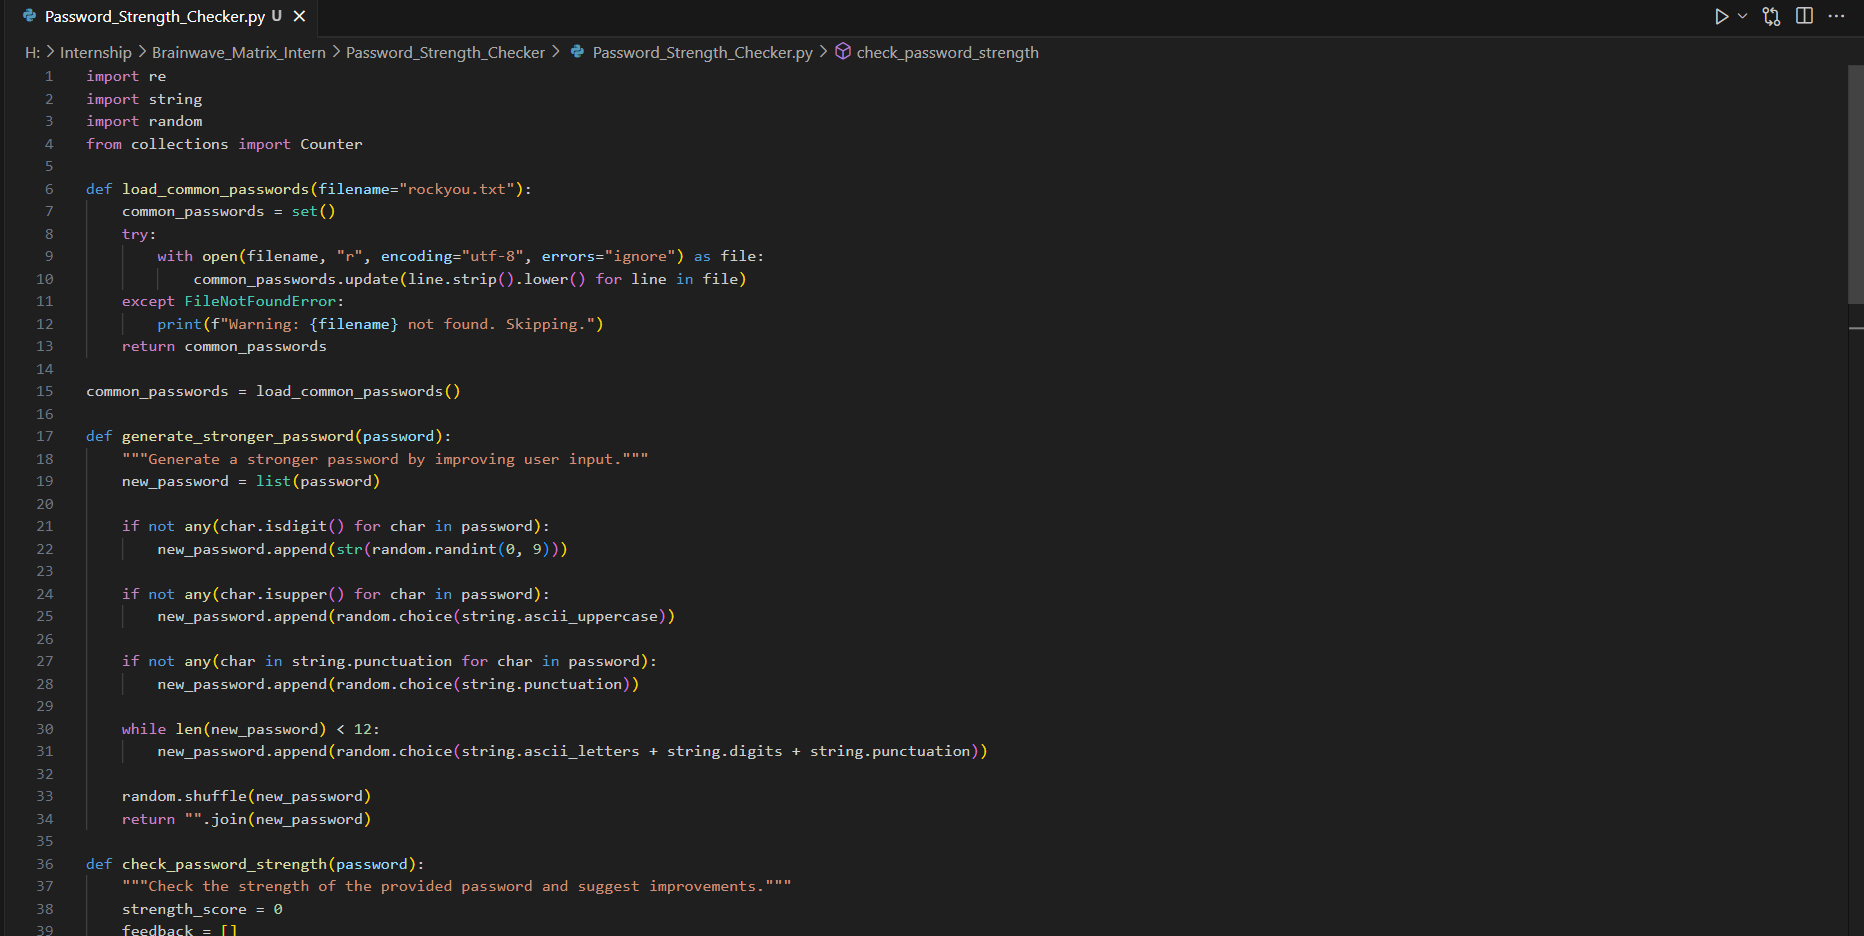 Password_Strength_Checker.py U
H: > Internship > Brainwave_Matrix_Intern > Password_Strength_Checker > Password_Strength_Checker.py > check_password_strength
1 import re
2 import string
3 import random
4 from collections import Counter
5
6 def load_common_passwords(filename="rockyou.txt"):
7 common_passwords = set()
8 try:
9 with open(filename, "r", encoding="utf-8", errors="ignore") as file:
10 common_passwords.update(line.strip().lower() for line in file)
11 except FileNotFoundError:
12 print(f"Warning: {filename} not found. Skipping.")
13 return common_passwords
14
15 common_passwords = load_common_passwords()
16
17 def generate_stronger_password(password):
18 """Generate a stronger password by improving user input."""
19 new_password = list(password)
20
21 if not any(char.isdigit() for char in password):
22 new_password.append(str(random.randint(0, 9)))
23
24 if not any(char.isupper() for char in password):
25 new_password.append(random.choice(string.ascii_uppercase))
26
27 if not any(char in string.punctuation for char in password):
28 new_password.append(random.choice(string.punctuation))
29
30 while len(new_password) < 12:
31 new_password.append(random.choice(string.ascii_letters + string.digits + string.punctuation))
32
33 random.shuffle(new_password)
34 return "".join(new_password)
35
36 def check_password_strength(password):
37 """Check the strength of the provided password and suggest improvements."""
38 strength_score = 0
39 feedback = []